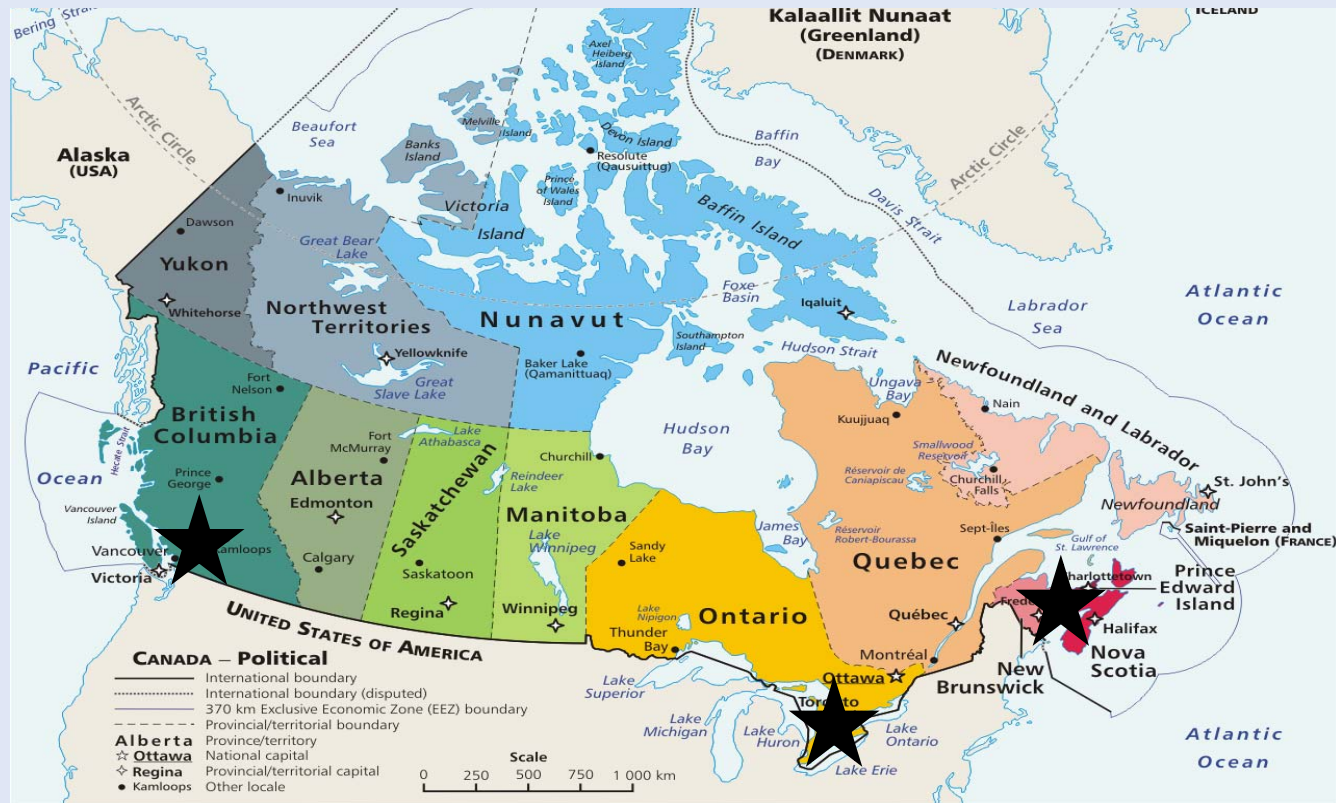 Bering Strait
Kalaallit Nunaat
(Greenland)
(DENMARK)
ICELAND
Arctic Circle
Beaufort
Sea
Axel
Heiberg
Island
Melville
Island
Banks
Island
Devon Island
Resolute
(Qausuittug)
Baffin
Bay
Arctic Circle
Alaska
(USA)
Prince
of Wales
Island
Inuvik
Victoria
Island
Baffin Island
Davis Strait
Dawson
Great Bear
Lake
Yukon
Whitehorse
Northwest
Territories
Nunavut
Foxe
Basin
Iqaluit
Labrador
Sea
Atlantic
Ocean
Yellowknife
Great
Slave Lake
Baker Lake
(Qamanittuaq)
Southampton
Island
Hudson Strait
Pacific
Ocean
Fort
Nelson
Ungava
Bay
Newfoundland and Labrador
Nain
Kuujjuaq
British
Columbia
Hecate Strait
Fort
McMurray
Lake
Athabasca
Hudson
Bay
Smallwood
Reservoir
Prince
George
Alberta
Edmonton
Saskatchewan
Reindeer
Lake
Churchill
Réservoir de
Caniapiscau
Churchill
Falls
St. John's
Newfoundland
Vancouver
Island
Manitoba
Lake
Winnipeg
James
Bay
Réservoir
Robert-Bourassa
Sept-Îles
Saint-Pierre and
Miquelon (FRANCE)
Gulf of
St. Lawrence
Vancouver
Victoria
Calgary
Saskatoon
Sandy
Lake
Quebec
Prince
Edward
Island
Regina
Winnipeg
Lake
Nipigon
Ontario
Québec
Halifax
UNITED STATES OF AMERICA
Thunder
Bay
Montréal
Nova
Scotia
New
Brunswick
Ottawa
Lake
Superior
Lake
Michigan
Lake
Huron
Lake
Ontario
Lake Erie
Atlantic
Ocean
CANADA – Political
International boundary
International boundary (disputed)
370 km Exclusive Economic Zone (EEZ) boundary
Provincial/territorial boundary
Alberta Province/territory
Ottawa National capital
Regina Provincial/territorial capital
Kamloops Other locale
Scale
0 250 500 750 1 000 km